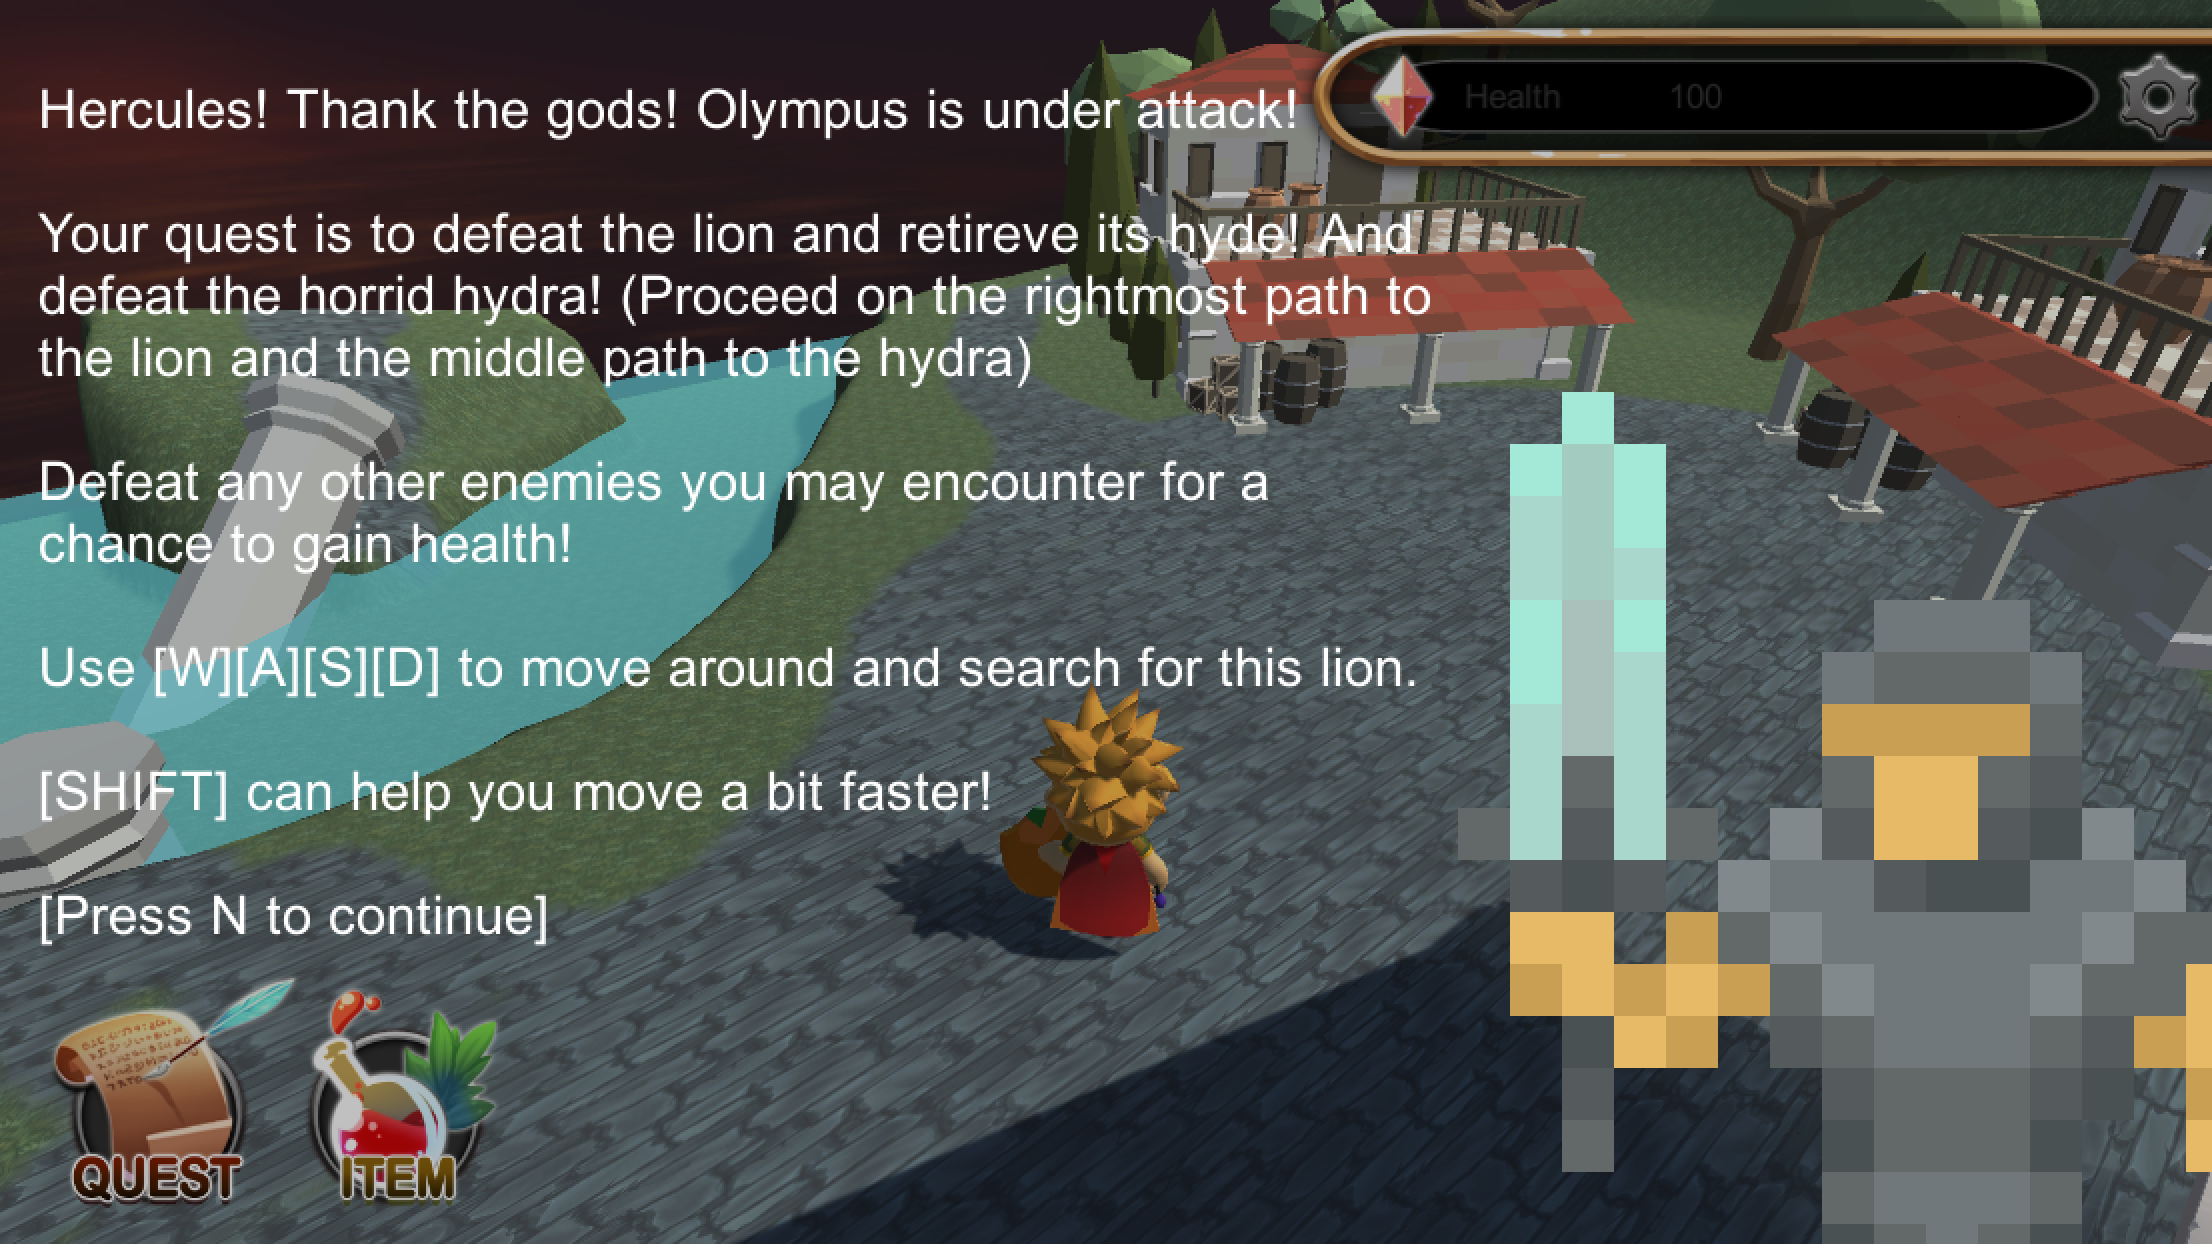 Hercules! Thank the gods! Olympus is under attack!
Health 100
Your quest is to defeat the lion and retireve its hyde! And
defeat the horrid hydra! (Proceed on the rightmost path to
the lion and the middle path to the hydra)
Defeat any other enemies you may encounter for a
chance to gain health!
Use [W][A][S][D] to move around and search for this lion.
[SHIFT] can help you move a bit faster!
[Press N to continue]
QUEST
ITEM